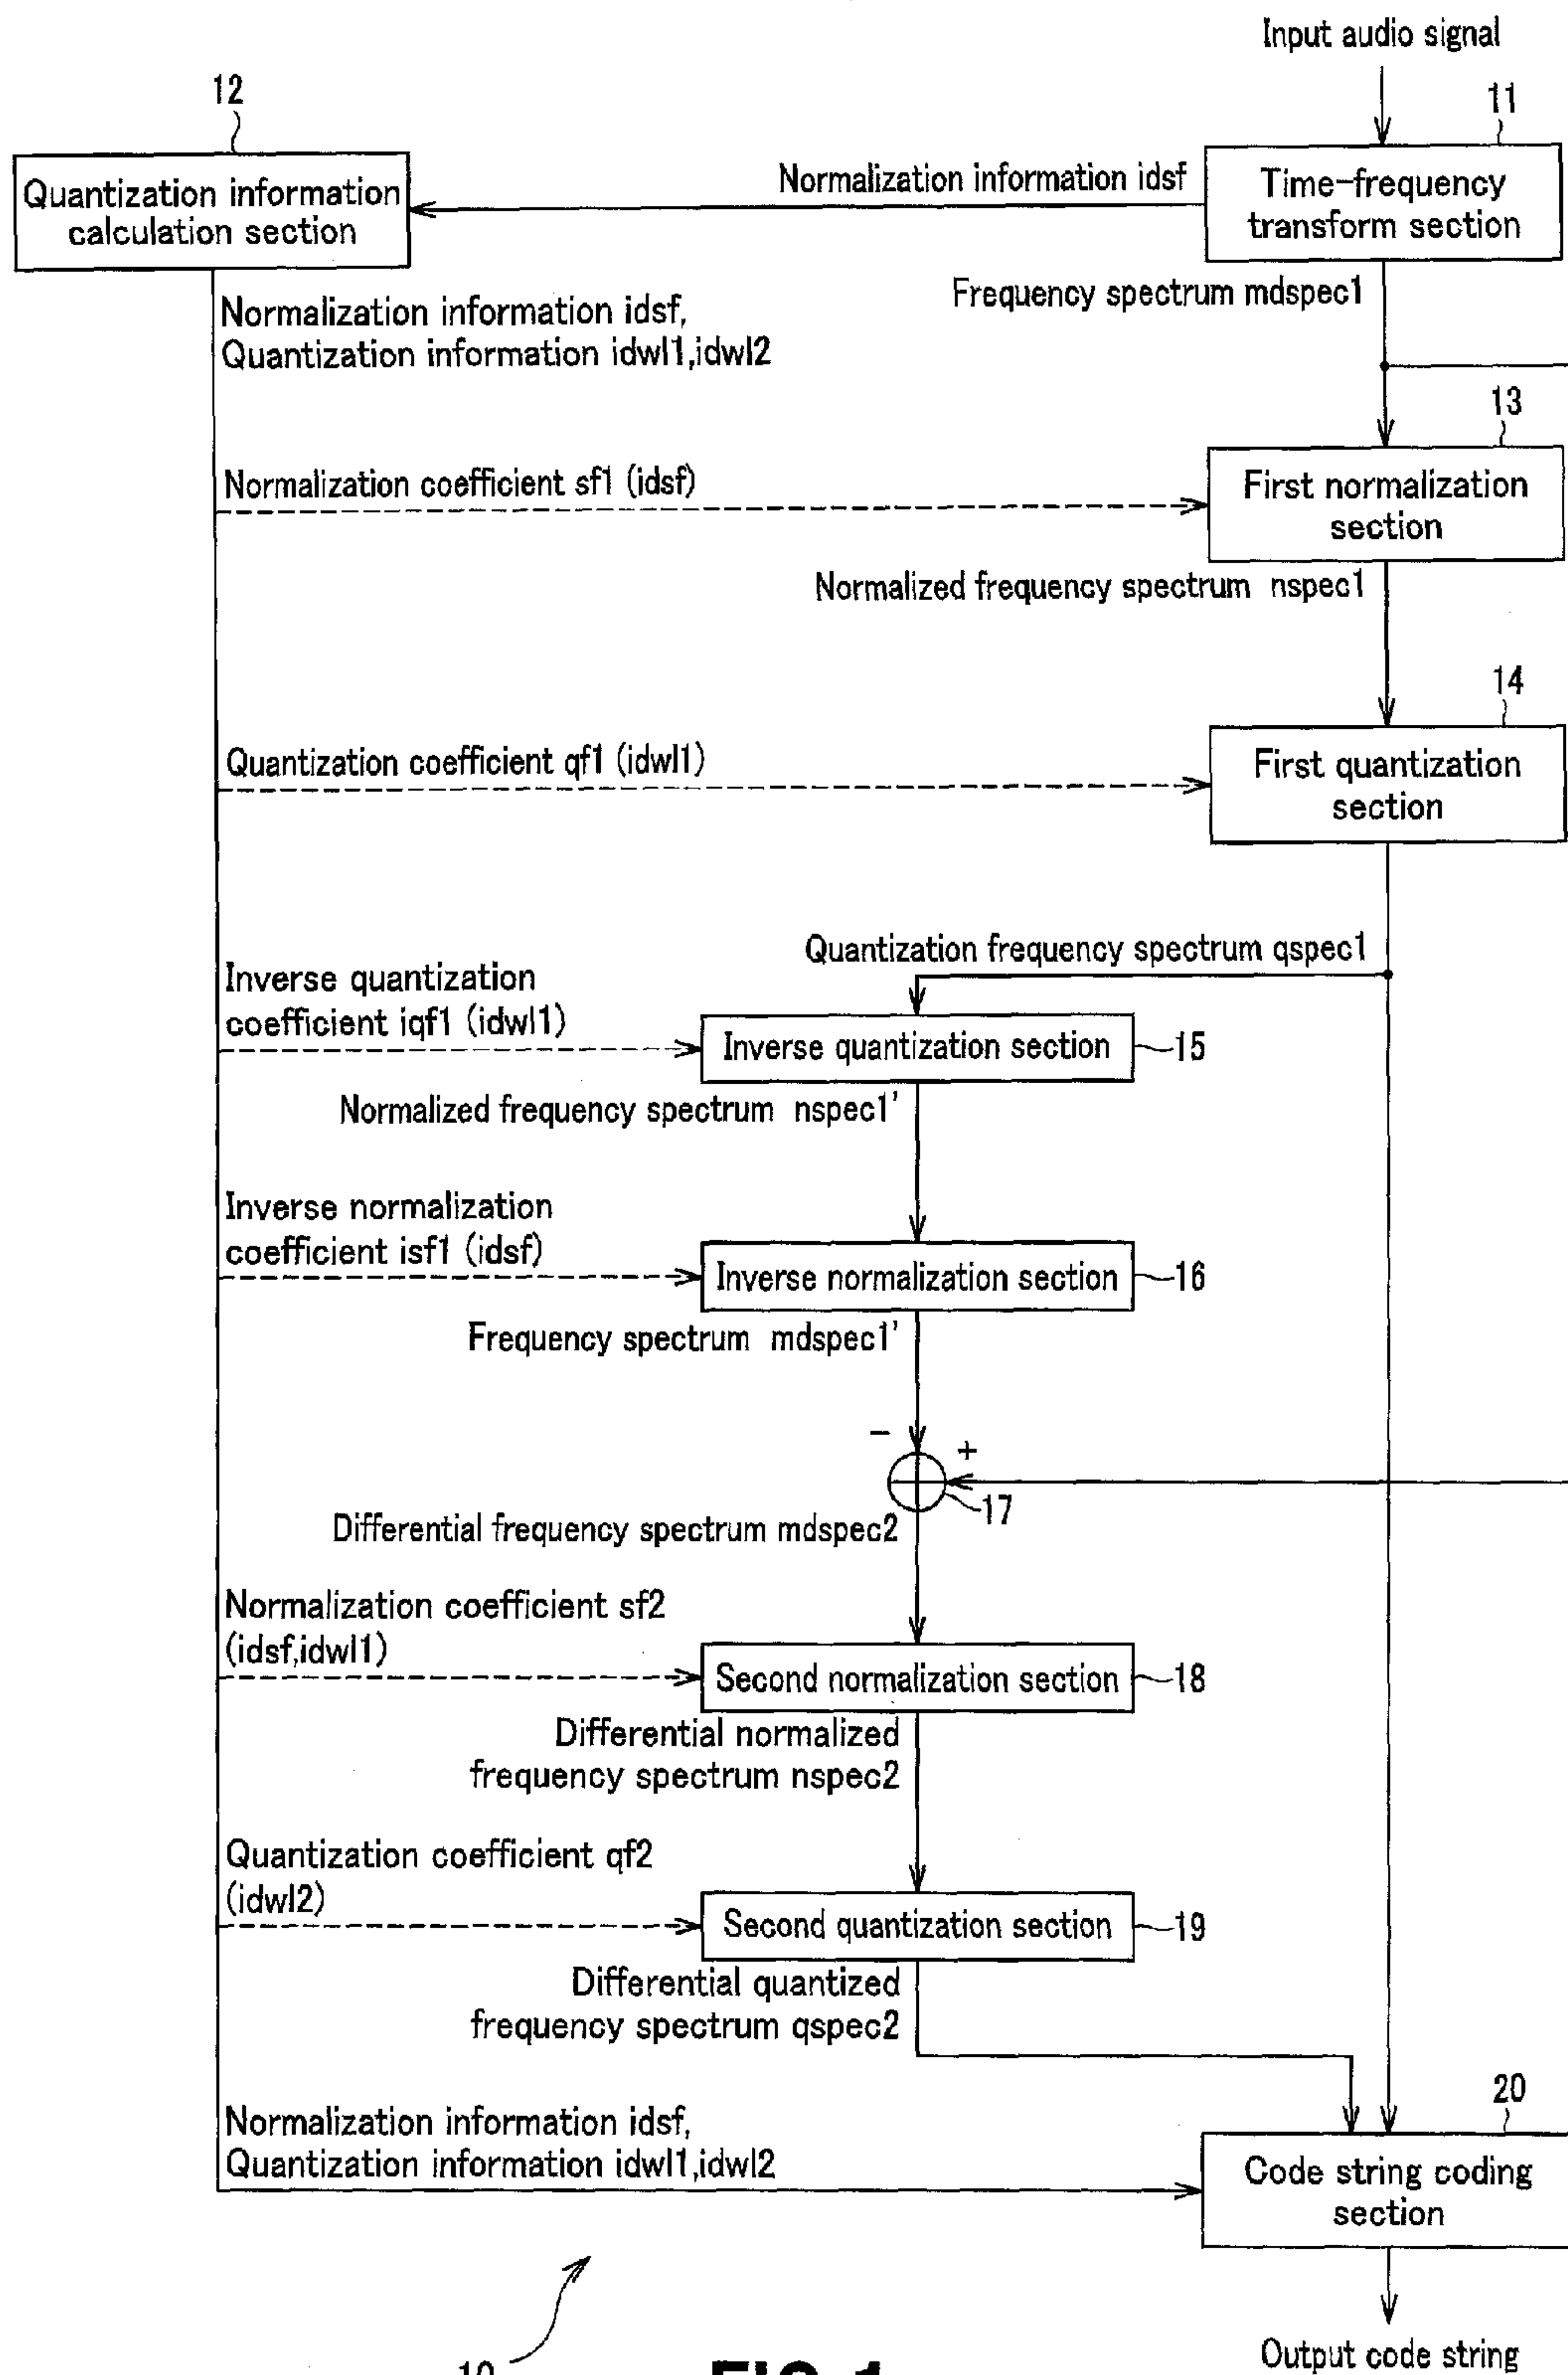 Input audio signal
12
11
Quantization information
calculation section
Normalization information idsf
Time-frequency
transform section
Frequency spectrum mdspec1
Normalization information idsf,
Quantization information idwl1,idwl2
13
Normalization coefficient sf1 (idsf)
First normalization
section
Normalized frequency spectrum nspec1
14
Quantization coefficient qf1 (idwl1)
First quantization
section
Quantization frequency spectrum qspec1
Inverse quantization
coefficient iqf1 (idwl1)
Inverse quantization section
15
Normalized frequency spectrum nspec1'
Inverse normalization
coefficient isf1 (idsf)
Inverse normalization section
16
Frequency spectrum mdspec1'
−
+
17
Differential frequency spectrum mdspec2
Normalization coefficient sf2
(idsf,idwl1)
Second normalization section
18
Differential normalized
frequency spectrum nspec2
Quantization coefficient qf2
(idwl2)
Second quantization section
19
Differential quantized
frequency spectrum qspec2
20
Normalization information idsf,
Quantization information idwl1,idwl2
Code string coding
section
Output code string
10
FIG.1